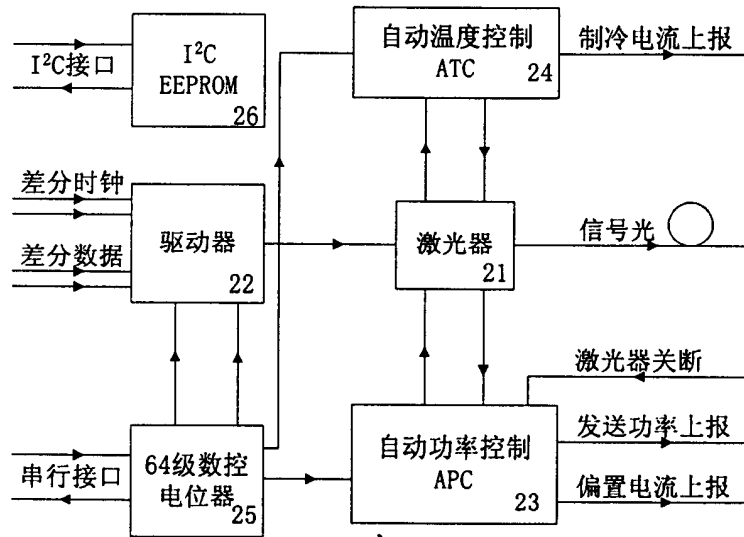 I²C接口
I²C
EEPROM
26
自动温度控制
ATC
24
制冷电流上报
差分时钟
差分数据
驱动器
22
激光器
21
信号光
激光器关断
串行接口
64级数控
电位器
25
自动功率控制
APC
23
发送功率上报
偏置电流上报